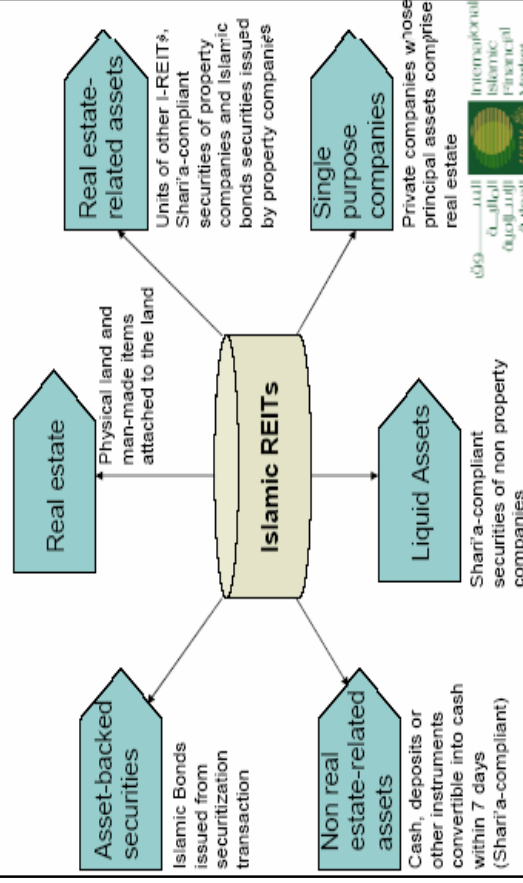 Asset-backed
securities
Islamic Bonds
issued from
securitization
transaction
Real estate
Physical land and
man-made items
attached to the land
Real estate-
related assets
Units of other I-REITs,
Shari'a-compliant
securities of property
companies and Islamic
bonds securities issued
by property companies
Islamic REITs
Non real
estate-related
assets
Cash, deposits or
other instruments
convertible into cash
within 7 days
(Shari'a-compliant)
Liquid Assets
Shari'a-compliant
securities of non property
companies
Single
purpose
companies
Private companies whose
principal assets comprise
real estate
International
Islamic
Financial